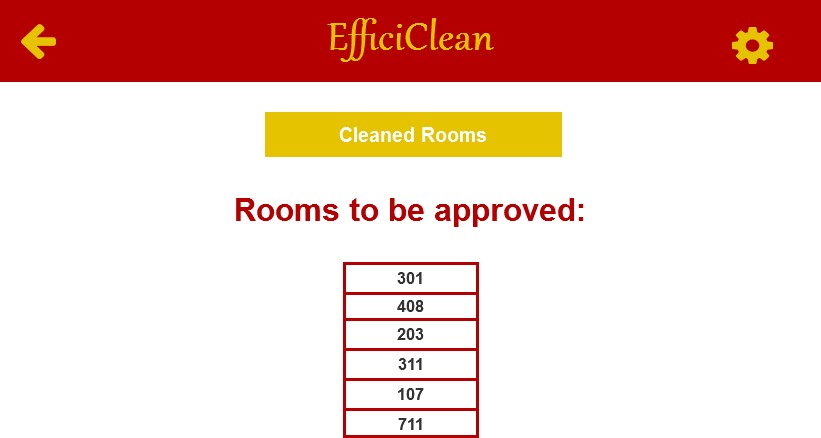 EfficiClean
Cleaned Rooms
Rooms to be approved:
301
408
203
311
107
711